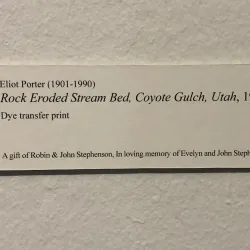 Eliot Porter (1901-1990)
Rock Eroded Stream Bed, Coyote Gulch, Utah,
Dye transfer print
A gift of Robin & John Stephenson, In loving memory of Evelyn and John